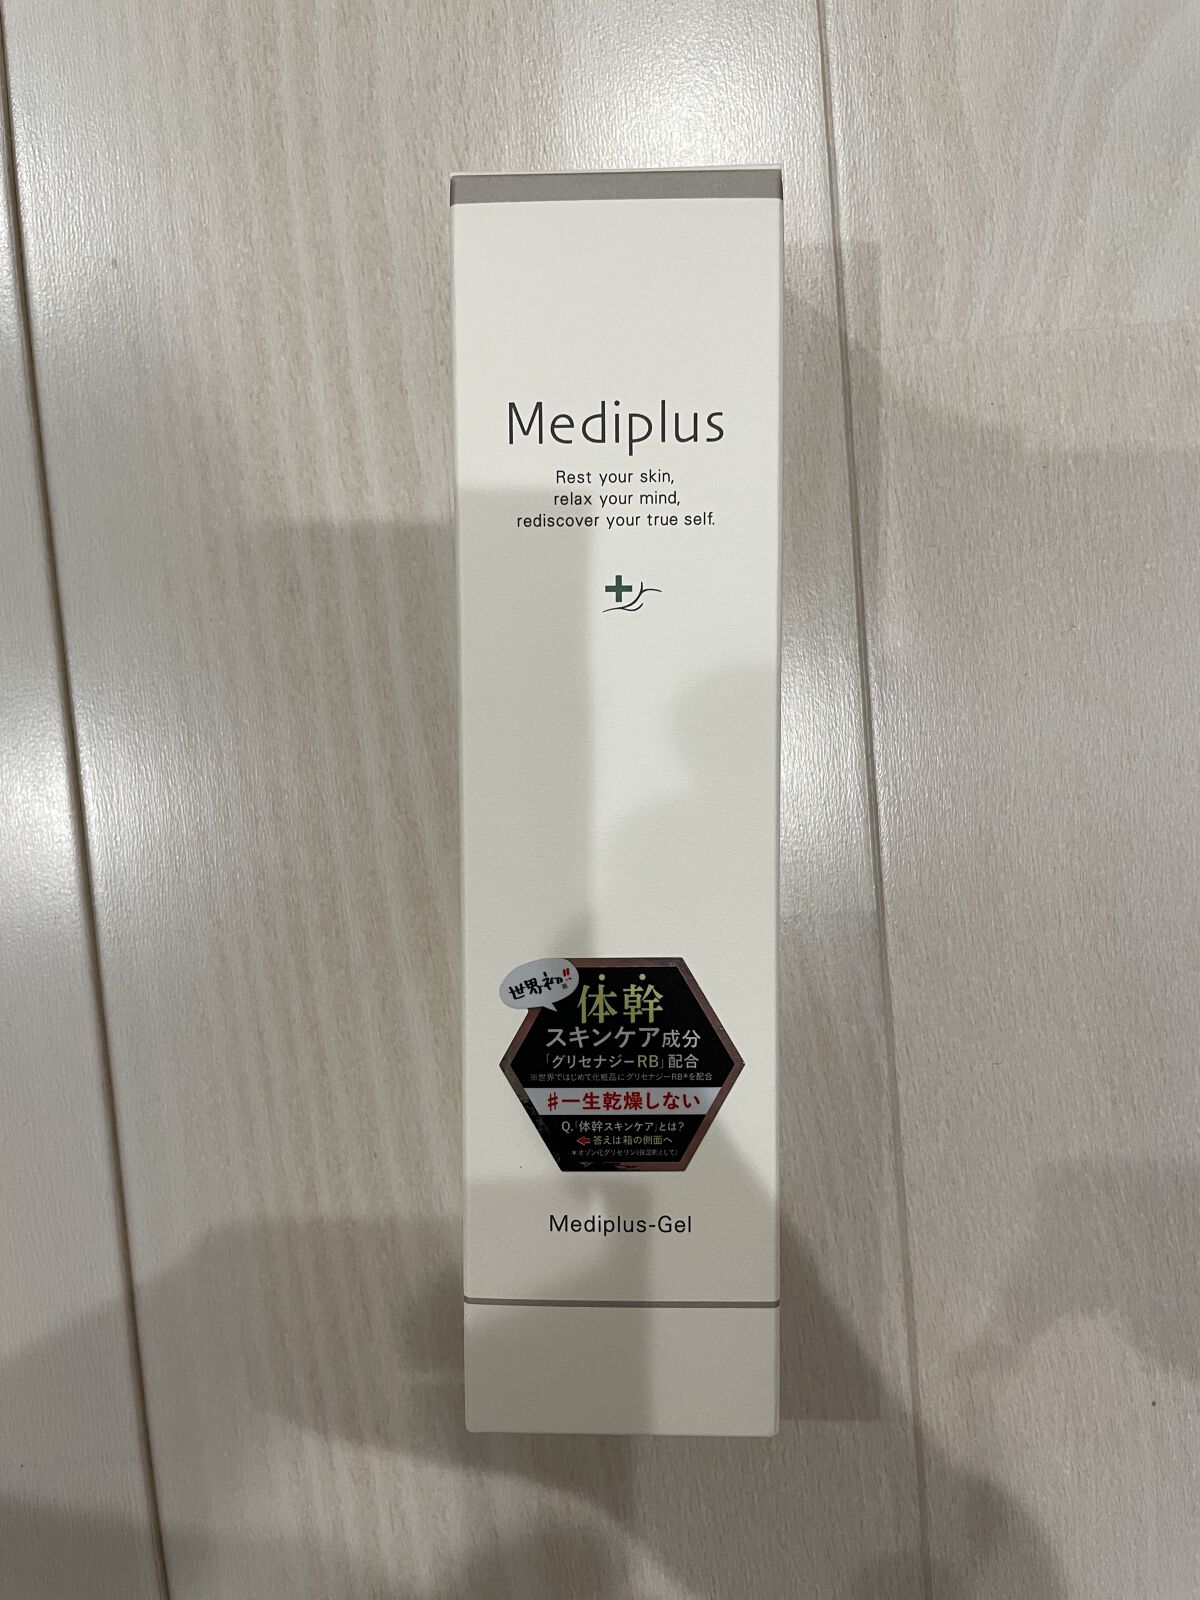 Mediplus
Rest your skin,
relax your mind,
rediscover your true self.
世界初!!
※
体幹
スキンケア成分
「グリセナジーRB」配合
※世界ではじめて化粧品にグリセナジーRB*を配合
#一生乾燥しない
Q.「体幹スキンケア」とは?
答えは箱の側面へ
*オゾン化グリセリン(保湿剤として)
Mediplus-Gel